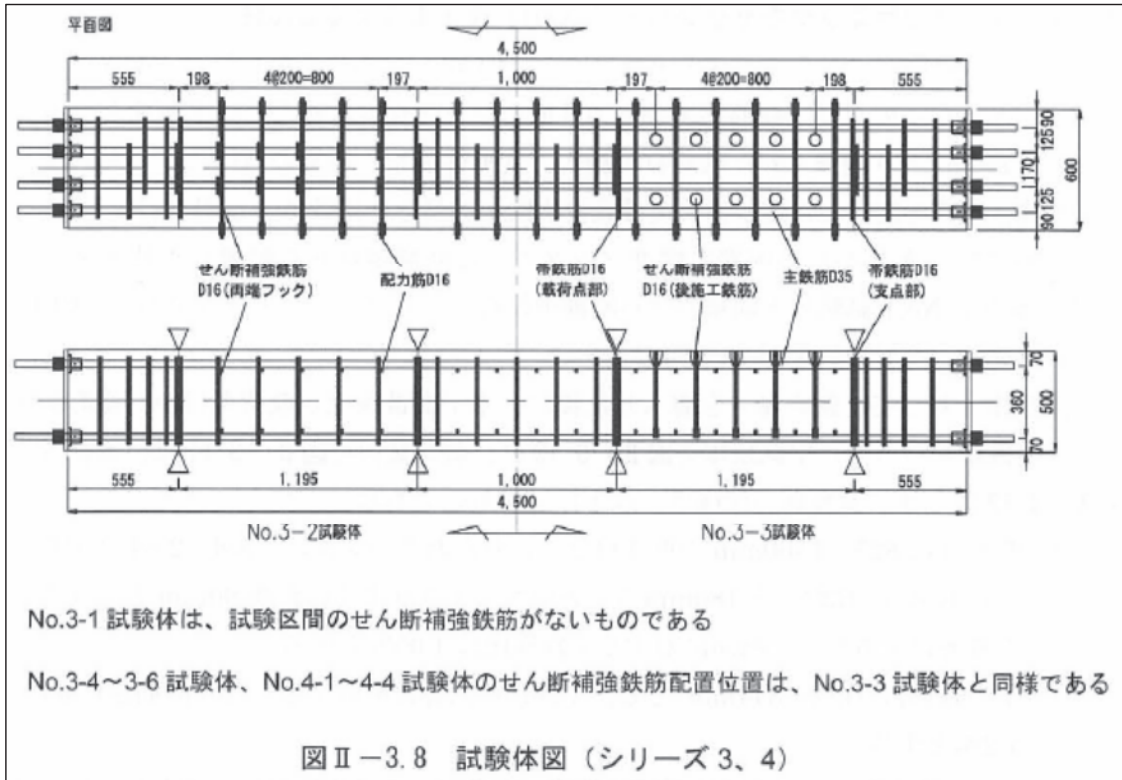 平面図
4,500
555 198 4@200=800 197 1,000 197 4@200=800 198 555
90
125
170
125
90
600
せん断補強鉄筋
D16(両端フック)
配力筋D16
帯鉄筋D16
(載荷点部)
せん断補強鉄筋
D16(後施工鉄筋)
主鉄筋D35
帯鉄筋D16
(支点部)
70
360
70
500
555 1,195 1,000 1,195 555
4,500
No.3-2試験体 No.3-3試験体
No.3-1 試験体は、試験区間のせん断補強鉄筋がないものである
No.3-4～3-6 試験体、No.4-1～4-4 試験体のせん断補強鉄筋配置位置は、No.3-3 試験体と同様である
図Ⅱ－3.8 試験体図（シリーズ3、4）